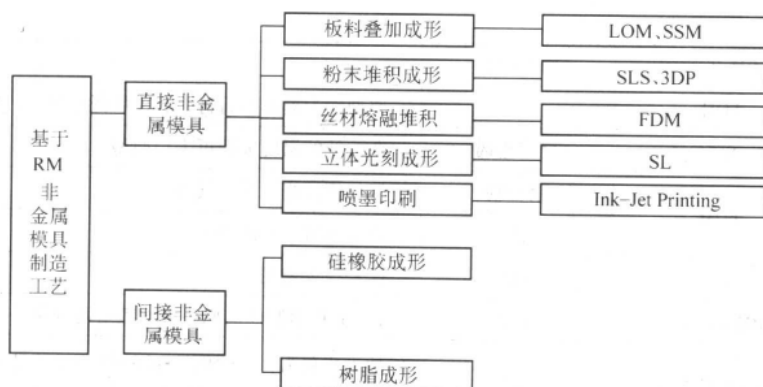 基于
RM
非
金属
模具
制造
工艺
直接非金
属模具
板料叠加成形
LOM、SSM
粉末堆积成形
SLS、3DP
丝材熔融堆积
FDM
立体光刻成形
SL
喷墨印刷
Ink-Jet Printing
间接非金
属模具
硅橡胶成形
树脂成形